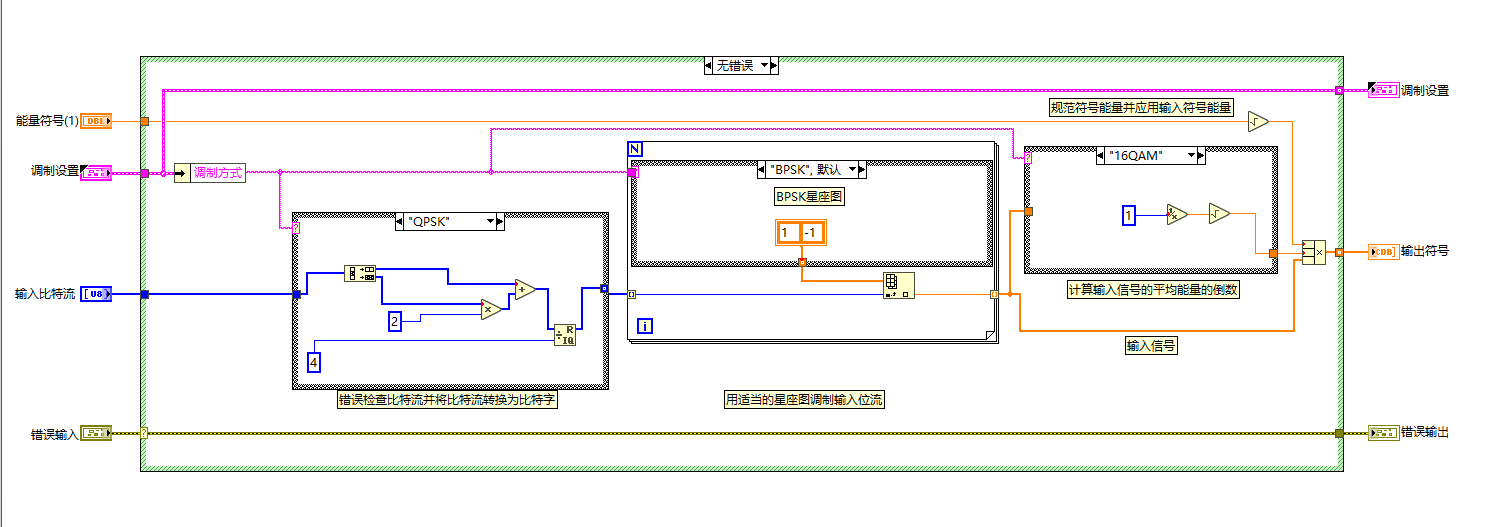 无错误
调制设置
规范符号能量并应用输入符号能量
能量符号(1)
DBL
N
"16QAM"
"BPSK", 默认
调制设置
调制方式
BPSK星座图
"QPSK"
1
1 -1
输出符号
CDB
输入比特流
U8
计算输入信号的平均能量的倒数
2
i
R
IQ
输入信号
4
错误检查比特流并将比特流转换为比特字
用适当的星座图调制输入位流
错误输入
错误输出